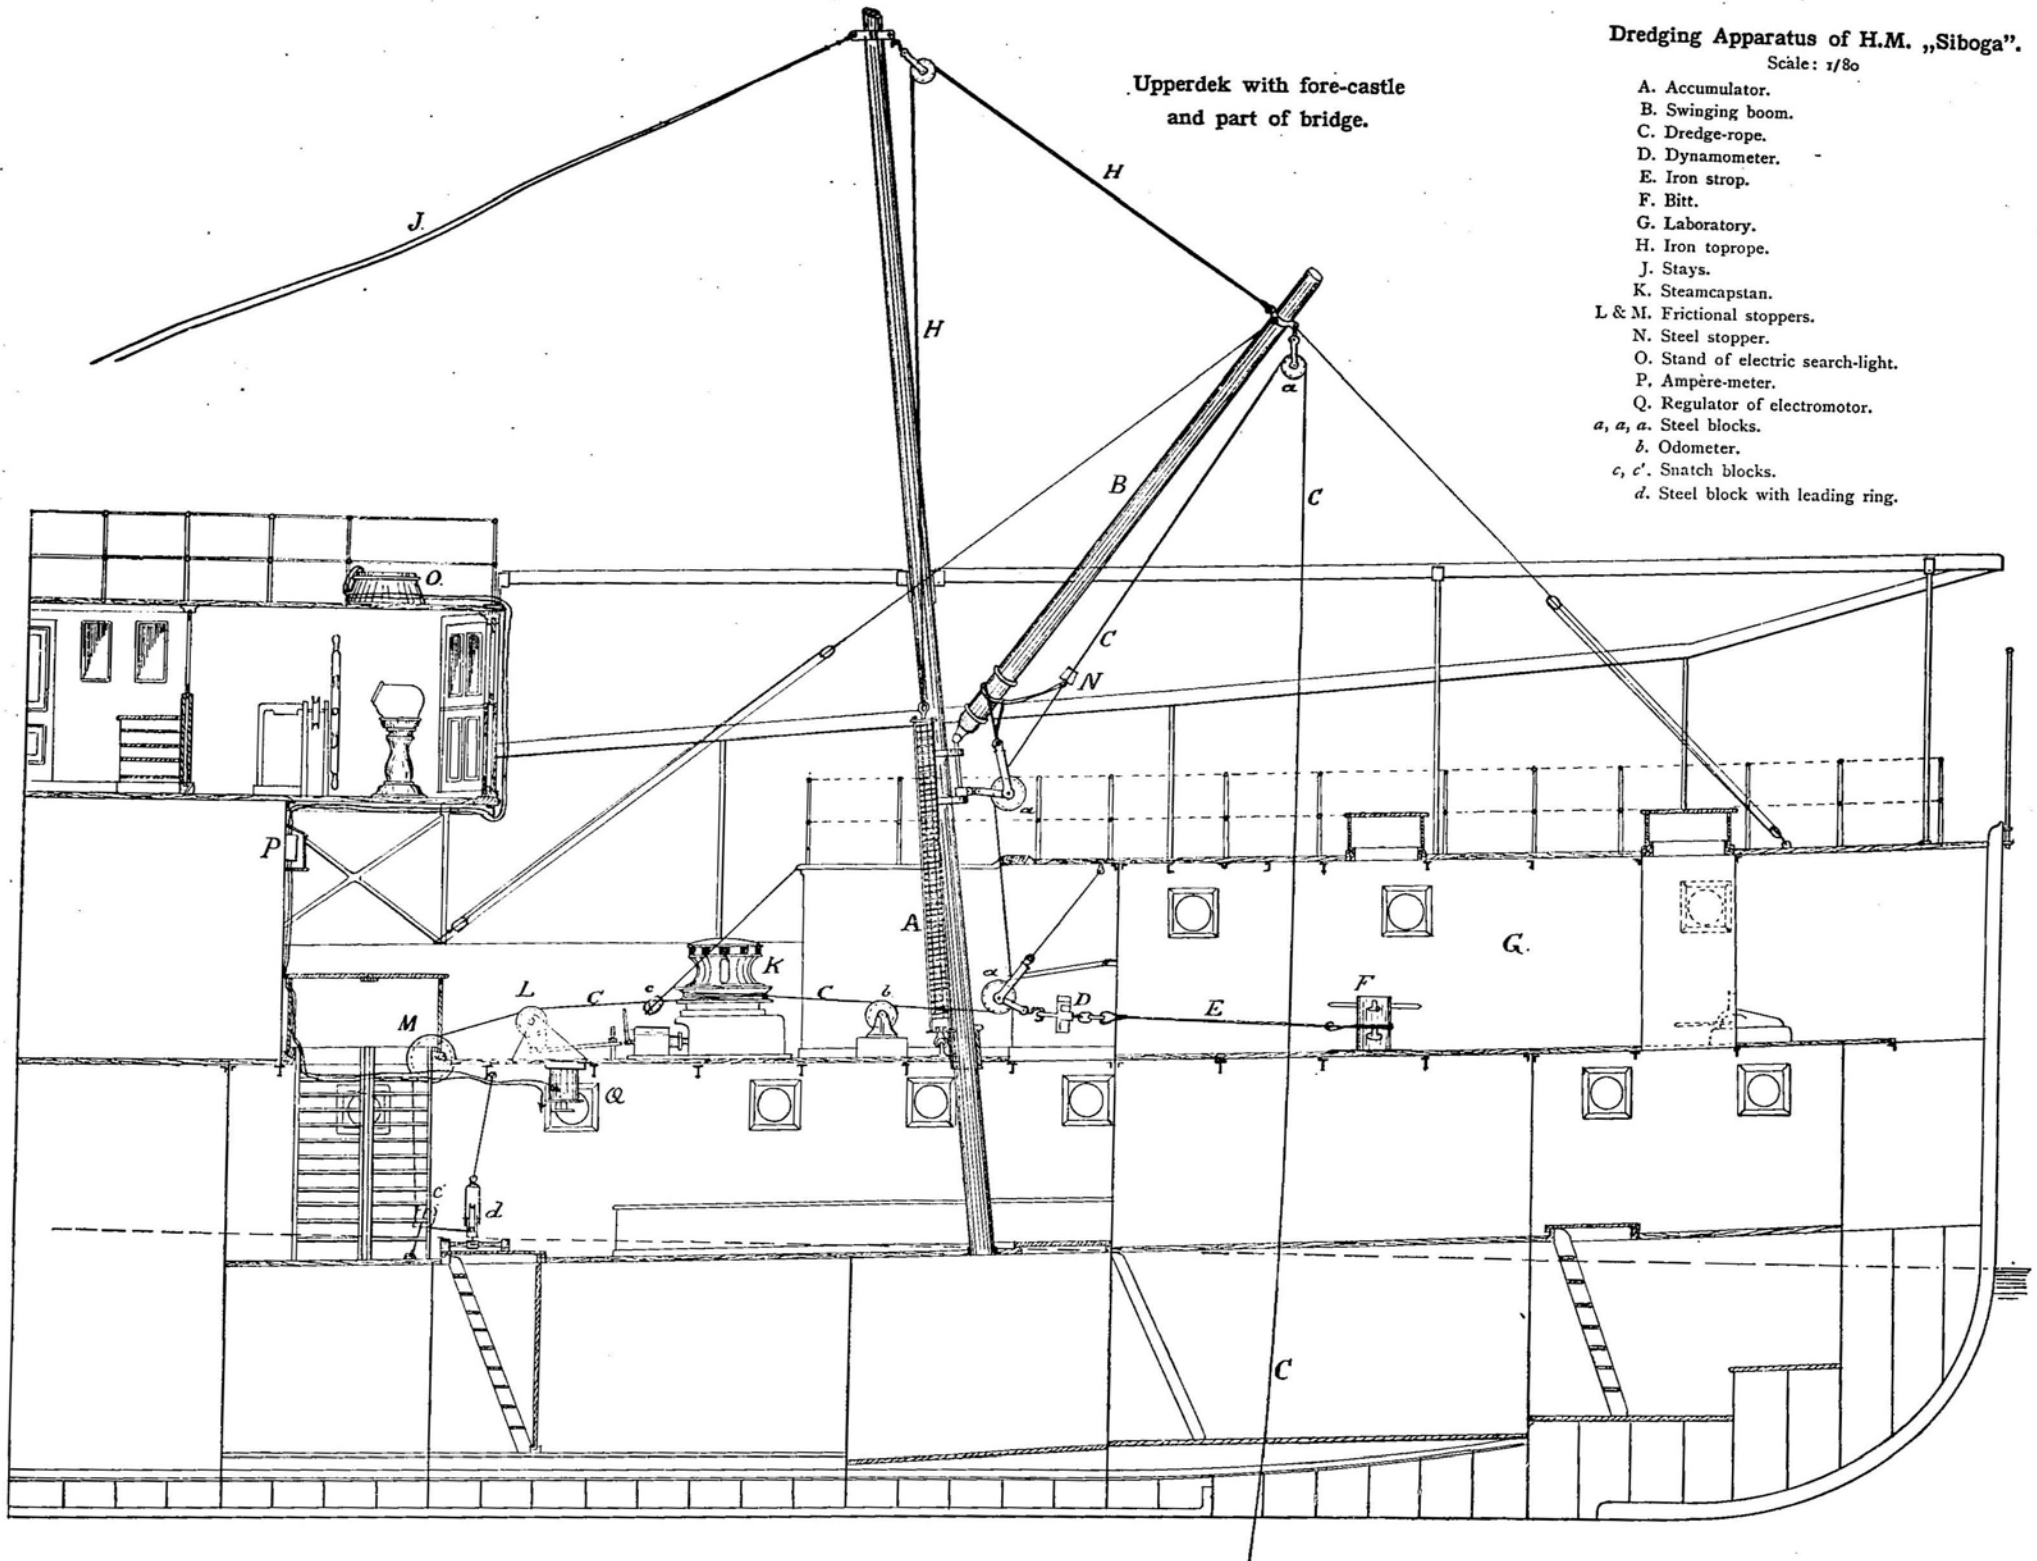 Dredging Apparatus of H.M. „Siboga”.
Scale: 1/80
Upperdek with fore-castle
and part of bridge.
A. Accumulator.
B. Swinging boom.
C. Dredge-rope.
D. Dynamometer.
E. Iron strop.
F. Bitt.
G. Laboratory.
H. Iron toprope.
J. Stays.
K. Steamcapstan.
L & M. Frictional stoppers.
N. Steel stopper.
O. Stand of electric search-light.
P. Ampère-meter.
Q. Regulator of electromotor.
a, a, a. Steel blocks.
b. Odometer.
c, c'. Snatch blocks.
d. Steel block with leading ring.
J.
H
H
a
B
C
O.
C
N
a
P
A
G.
K
a
L
C
c
C
b
D
F
E
M
Q
c'
d
C